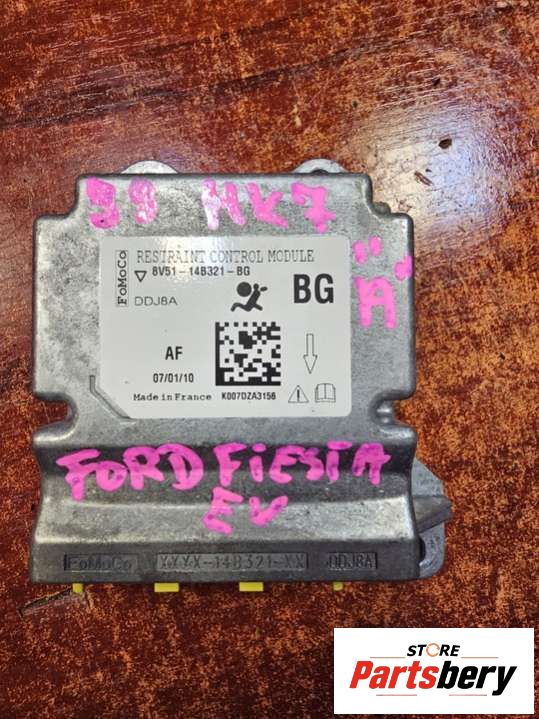 99 MK7
"A"
FoMoCo
RESTRAINT CONTROL MODULE
8V51-14B321-BG
DDJ8A
BG
AF
07/01/10
Made in France
K007DZA3156
FORD FIESTA
EV
FoMoCo
XXXX-14B321-XX
DDJ8A
STORE
Partsbery